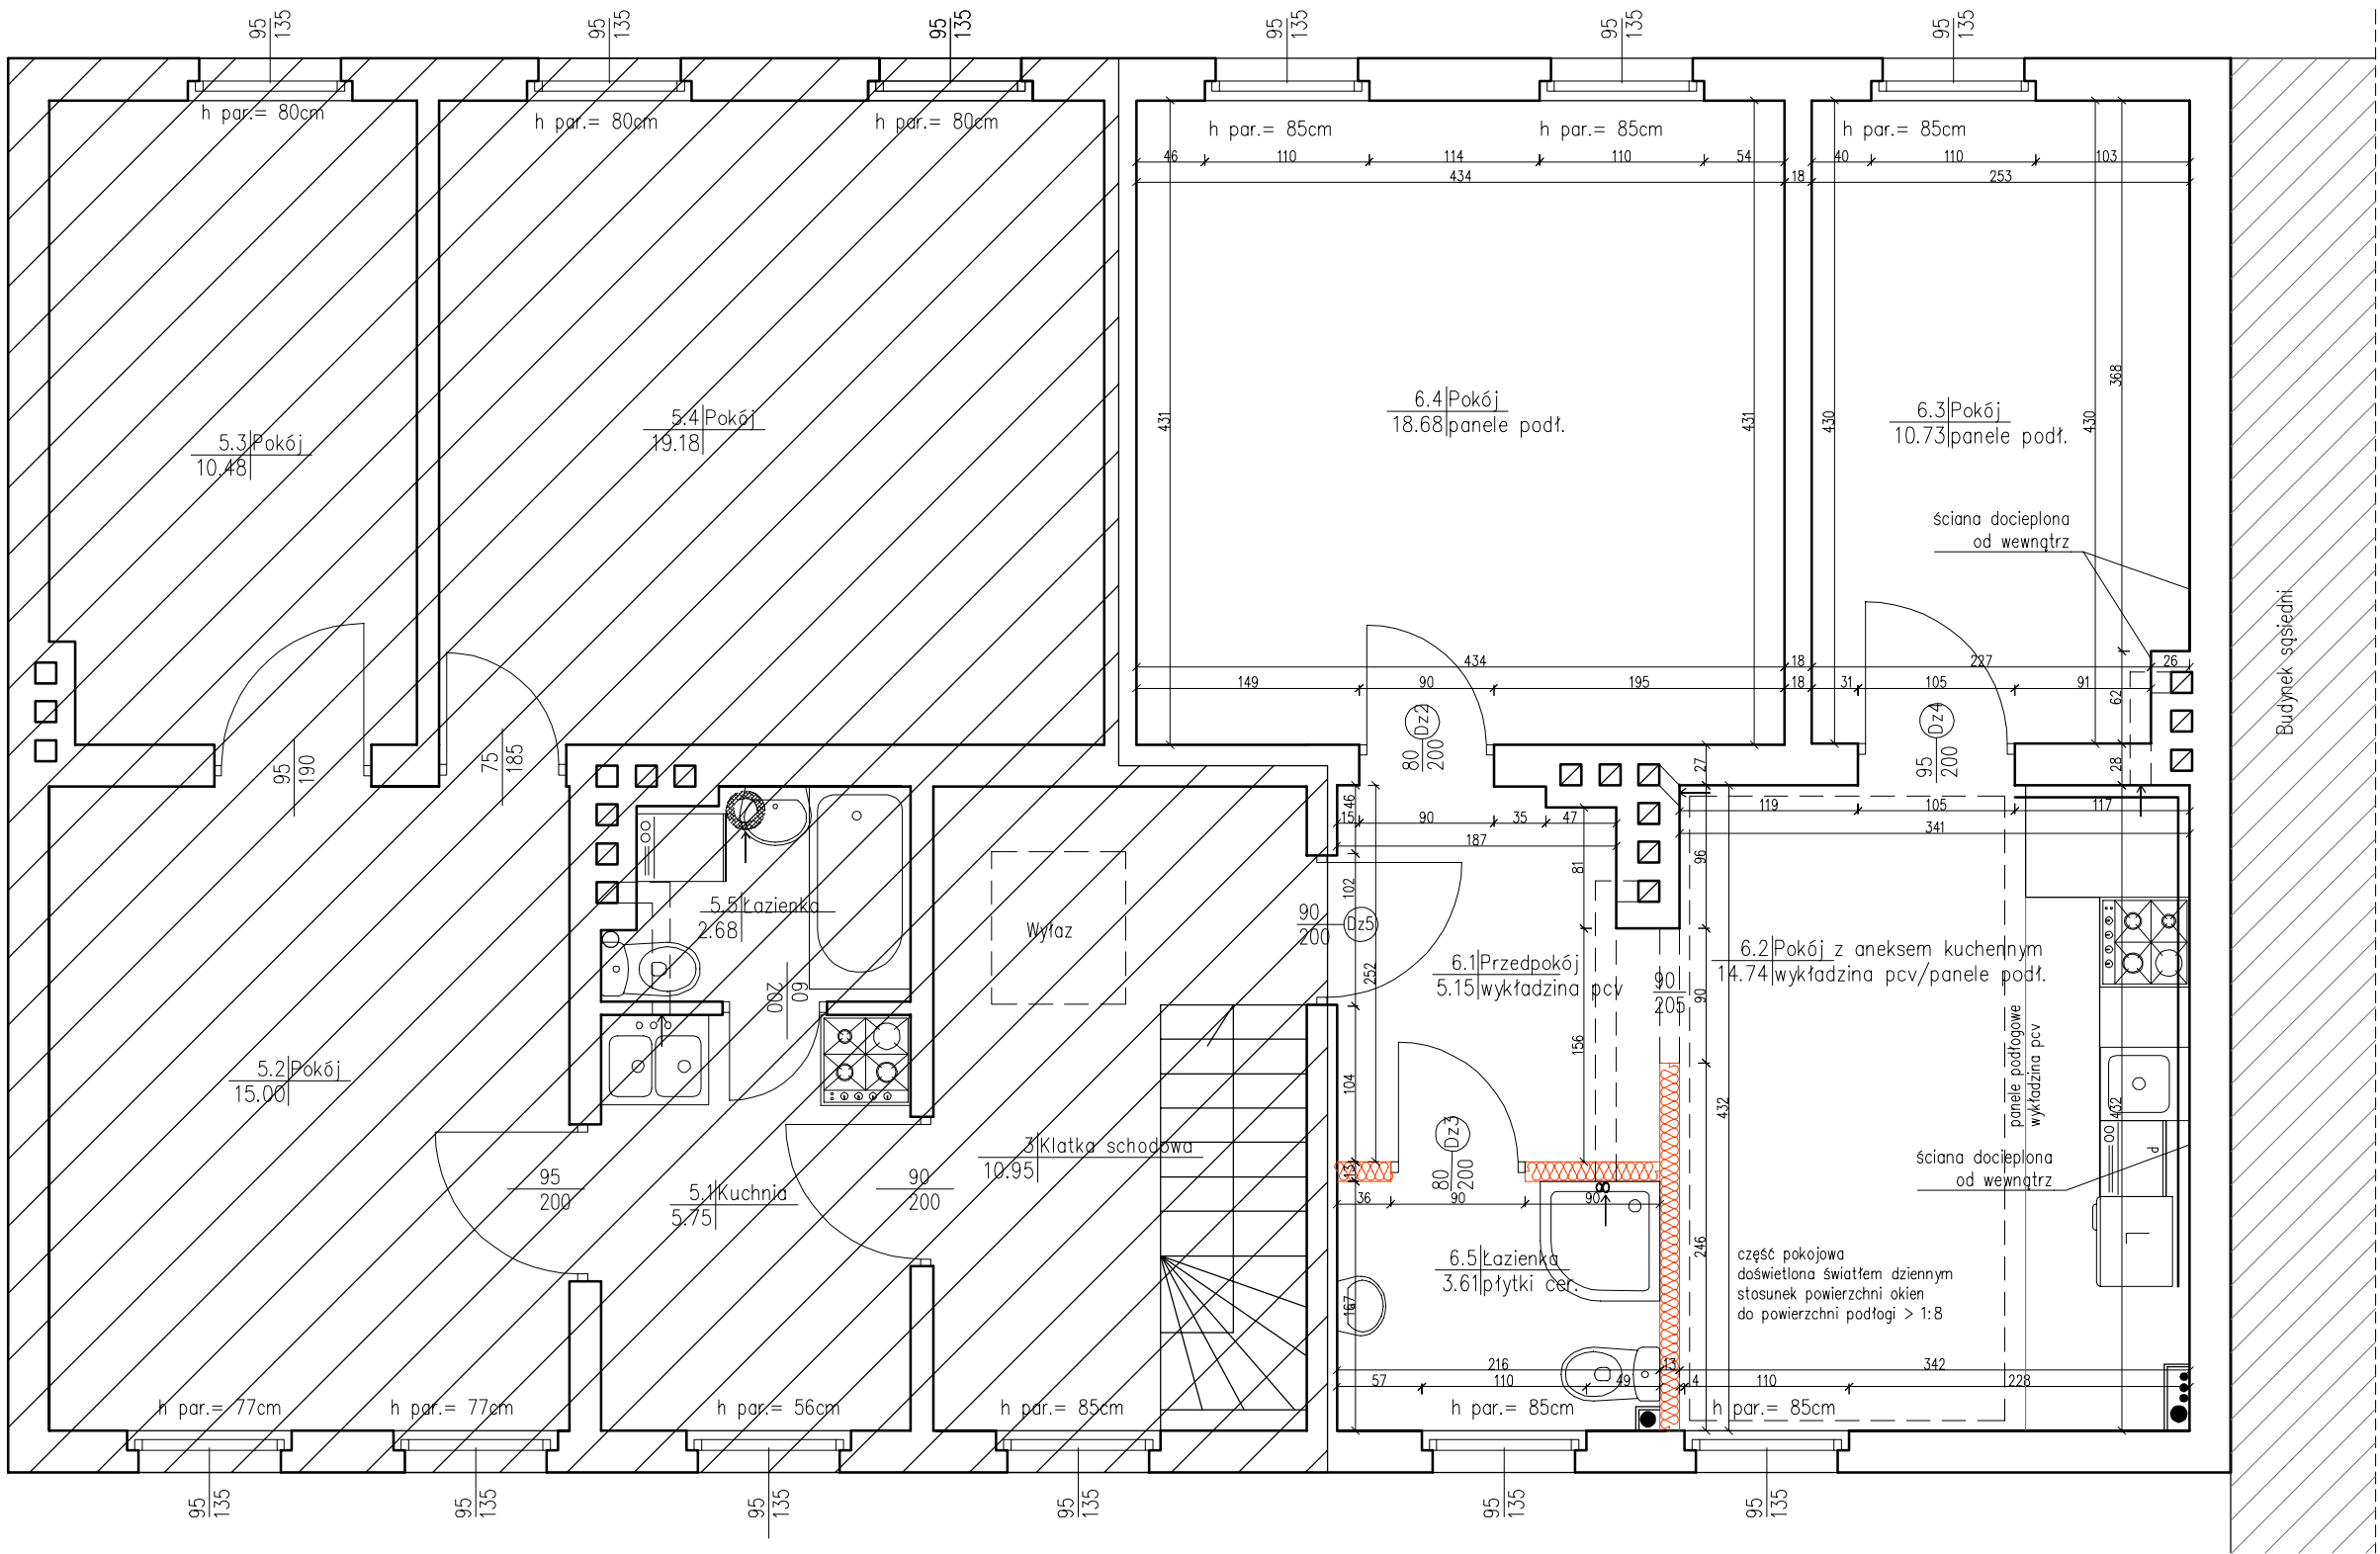 95
135
95
135
95
135
95
135
95
135
95
135
h par.= 80cm
h par.= 80cm
h par.= 80cm
h par.= 85cm
h par.= 85cm
h par.= 85cm
46
110
114
110
54
40
110
103
434
18
253
368
431
431
430
430
5.3 Pokój
10.48
5.4 Pokój
19.18
6.4 Pokój
18.68 panele podł.
6.3 Pokój
10.73 panele podł.
ściana docieplona
od wewnątrz
Budynek sąsiedni
434
18
227
26
149
90
195
18
31
105
91
62
95
190
75
185
80
200
Dz2
95
200
Dz4
27
28
46
15
90
35
47
187
119
105
117
341
81
96
102
5.5 Łazienka
2.68
Wyłaz
90
200
Dz5
252
6.1 Przedpokój
5.15 wykładzina pcv
90
205
90
6.2 Pokój z aneksem kuchennym
14.74 wykładzina pcv/panele podł.
60
200
panele podłogowe
wykładzina pcv
156
104
432
432
5.2 Pokój
15.00
3 Klatka schodowa
10.95
80
200
Dz3
13
P
ściana docieplona
od wewnątrz
95
200
5.1 Kuchnia
5.75
90
200
36
90
90
246
L
6.5 Łazienka
3.61 płytki cer.
167
część pokojowa
doświetlona światłem dziennym
stosunek powierzchni okien
do powierzchni podłogi > 1:8
216
13
342
57
110
49
4
110
228
h par.= 77cm
h par.= 77cm
h par.= 56cm
h par.= 85cm
h par.= 85cm
h par.= 85cm
95
135
95
135
95
135
95
135
95
135
95
135